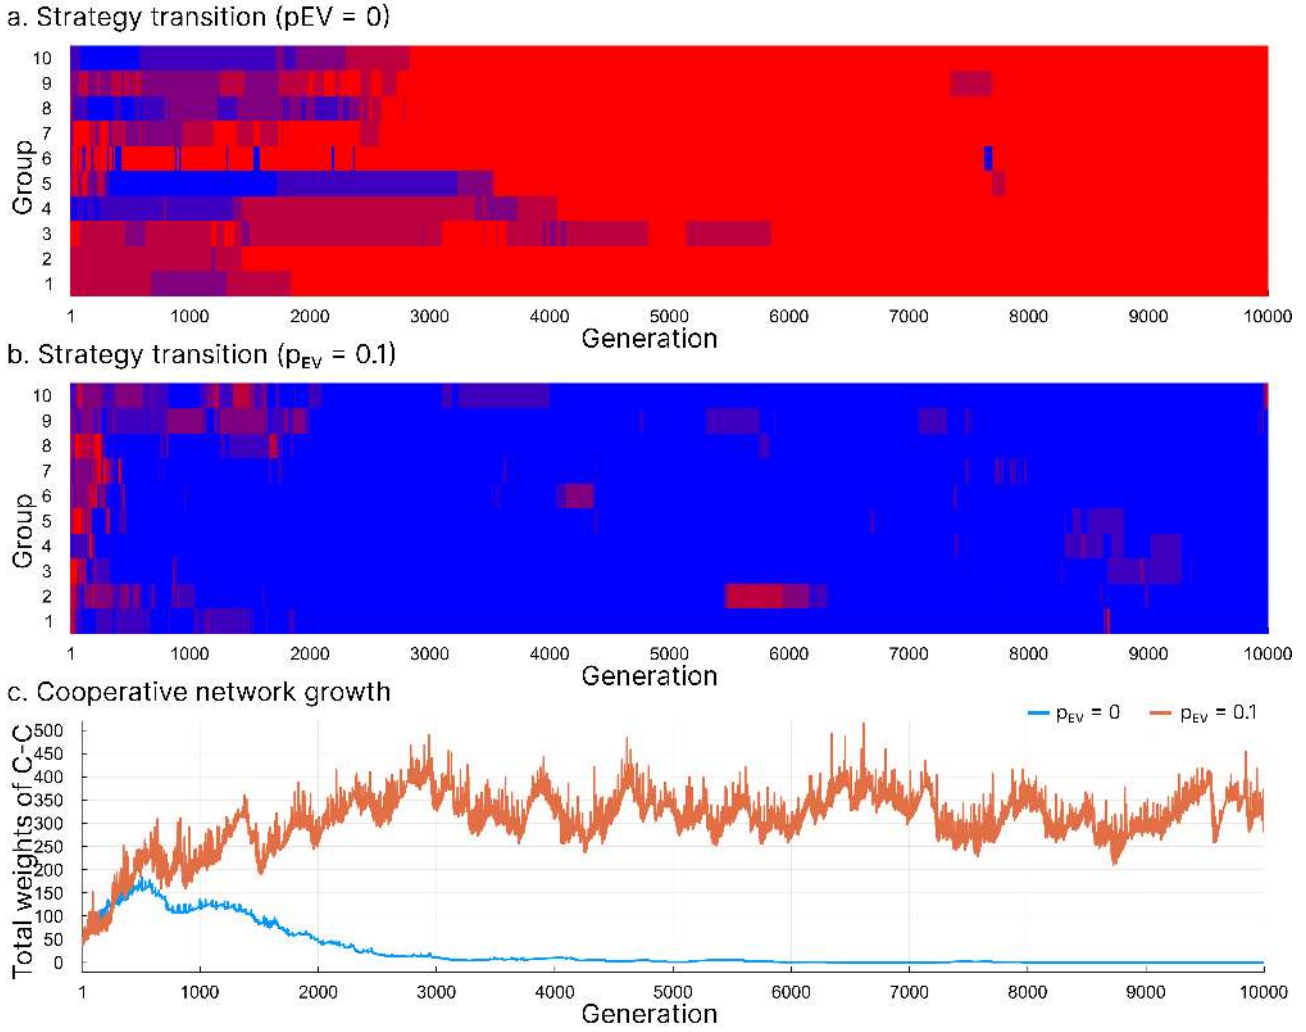 a. Strategy transition (pEV = 0)
10
9
8
7
6
5
4
3
2
1
Group
1 1000 2000 3000 4000 5000 6000 7000 8000 9000 10000
Generation
b. Strategy transition (pEV = 0.1)
10
9
8
7
6
5
4
3
2
1
Group
1 1000 2000 3000 4000 5000 6000 7000 8000 9000 10000
Generation
c. Cooperative network growth
pEV = 0 pEV = 0.1
500
450
400
350
300
250
200
150
100
50
0
Total weights of C-C
1 1000 2000 3000 4000 5000 6000 7000 8000 9000 10000
Generation